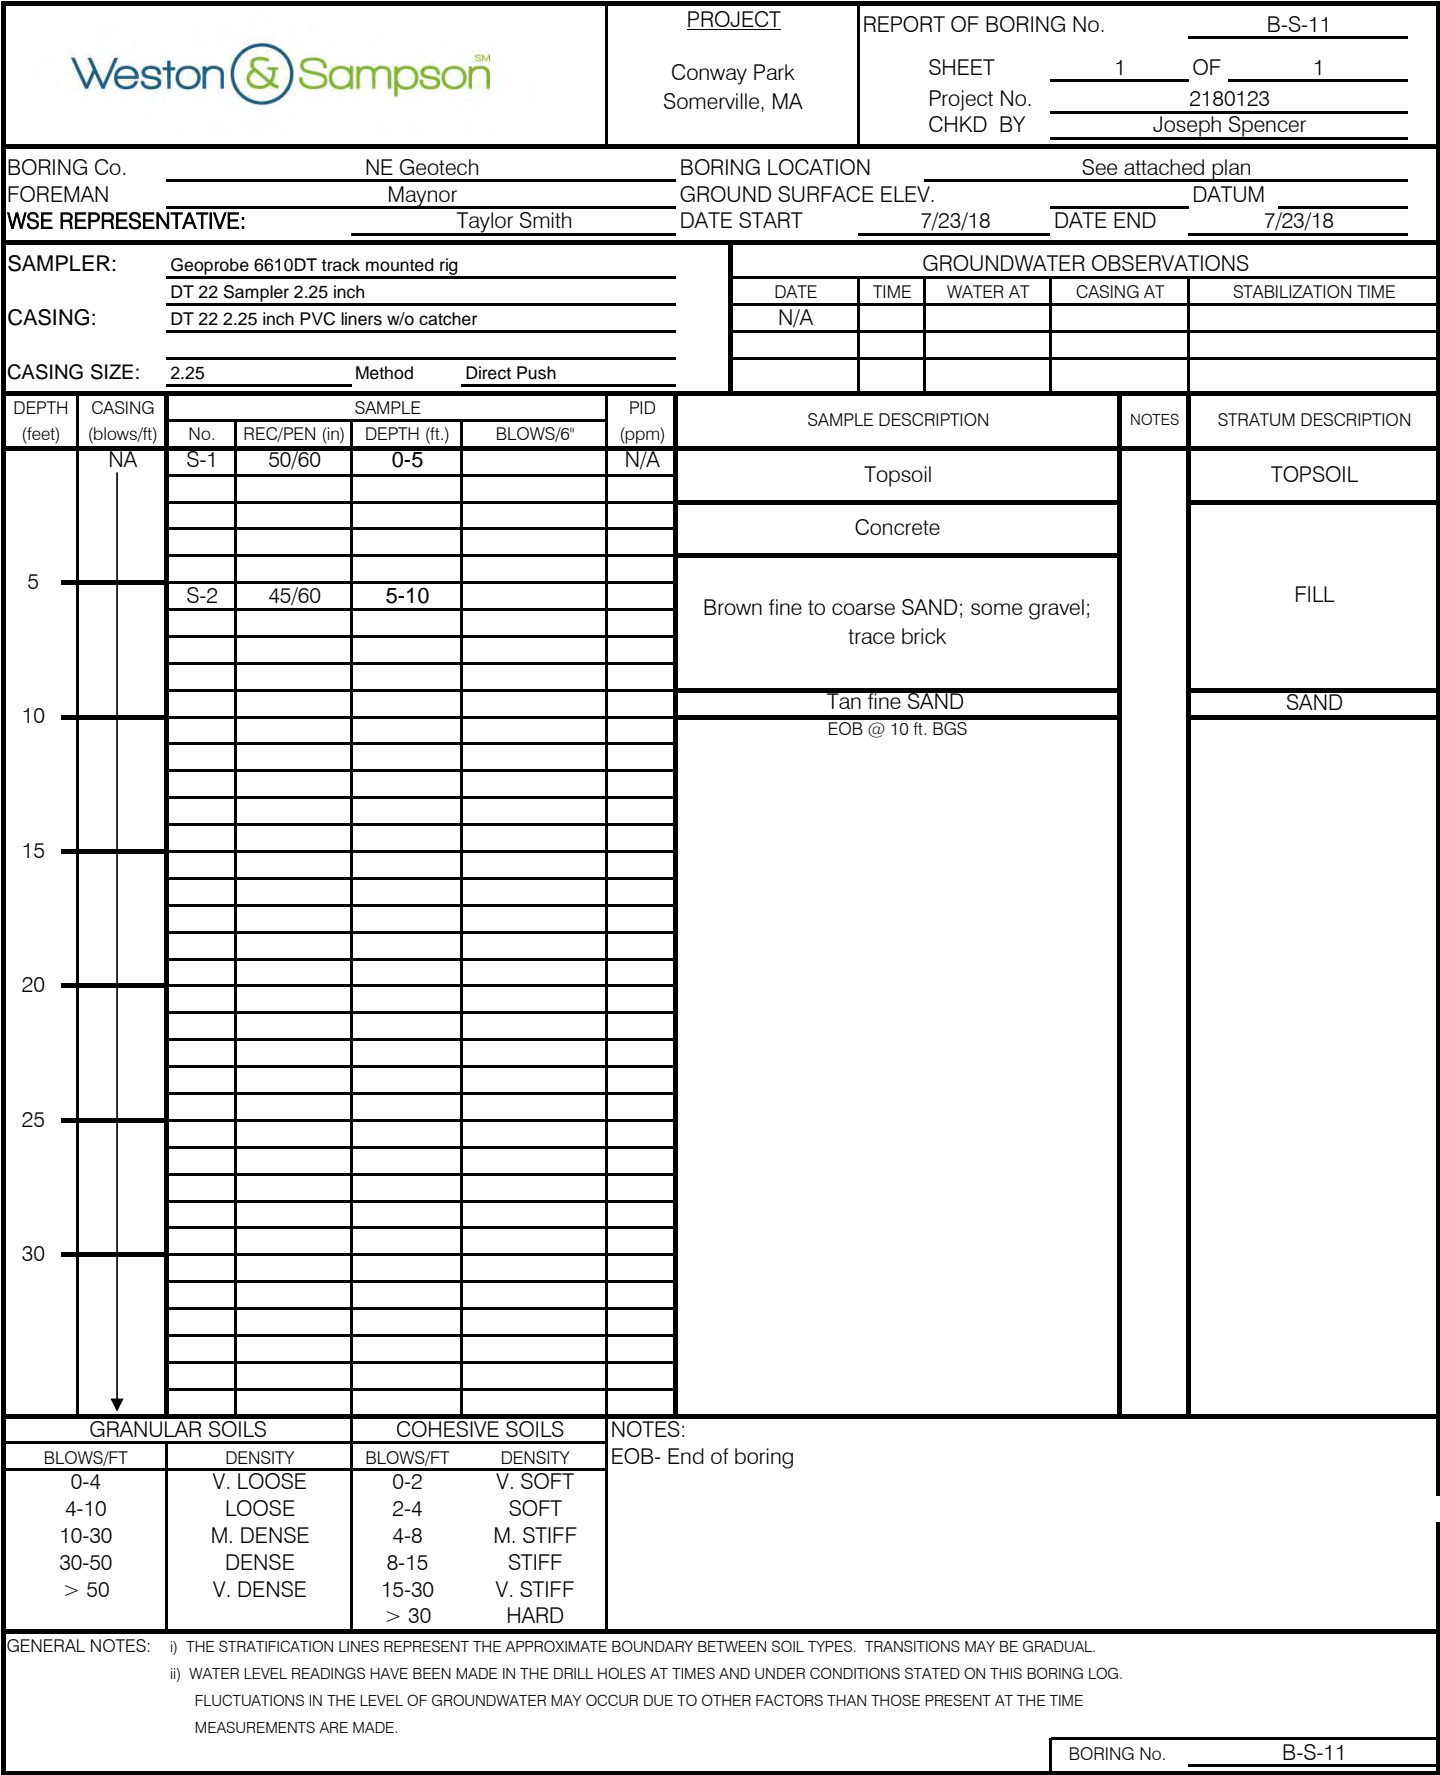 Weston & Sampson SM
PROJECT
Conway Park
Somerville, MA
REPORT OF BORING No. B-S-11
SHEET 1 OF 1
Project No. 2180123
CHKD BY Joseph Spencer
BORING Co. NE Geotech BORING LOCATION See attached plan
FOREMAN Maynor GROUND SURFACE ELEV. DATUM
WSE REPRESENTATIVE: Taylor Smith DATE START 7/23/18 DATE END 7/23/18
SAMPLER: Geoprobe 6610DT track mounted rig
DT 22 Sampler 2.25 inch
CASING: DT 22 2.25 inch PVC liners w/o catcher
CASING SIZE: 2.25 Method Direct Push
GROUNDWATER OBSERVATIONS
DATE TIME WATER AT CASING AT STABILIZATION TIME
N/A
DEPTH CASING SAMPLE PID SAMPLE DESCRIPTION NOTES STRATUM DESCRIPTION
(feet) (blows/ft) No. REC/PEN (in) DEPTH (ft.) BLOWS/6" (ppm)
NA S-1 50/60 0-5 N/A
Topsoil TOPSOIL
Concrete
5
S-2 45/60 5-10 FILL
Brown fine to coarse SAND; some gravel;
trace brick
Tan fine SAND SAND
10
EOB @ 10 ft. BGS
15
20
25
30
GRANULAR SOILS COHESIVE SOILS NOTES:
BLOWS/FT DENSITY BLOWS/FT DENSITY EOB- End of boring
0-4 V. LOOSE 0-2 V. SOFT
4-10 LOOSE 2-4 SOFT
10-30 M. DENSE 4-8 M. STIFF
30-50 DENSE 8-15 STIFF
> 50 V. DENSE 15-30 V. STIFF
> 30 HARD
GENERAL NOTES: i) THE STRATIFICATION LINES REPRESENT THE APPROXIMATE BOUNDARY BETWEEN SOIL TYPES. TRANSITIONS MAY BE GRADUAL.
ii) WATER LEVEL READINGS HAVE BEEN MADE IN THE DRILL HOLES AT TIMES AND UNDER CONDITIONS STATED ON THIS BORING LOG.
FLUCTUATIONS IN THE LEVEL OF GROUNDWATER MAY OCCUR DUE TO OTHER FACTORS THAN THOSE PRESENT AT THE TIME
MEASUREMENTS ARE MADE.
BORING No. B-S-11